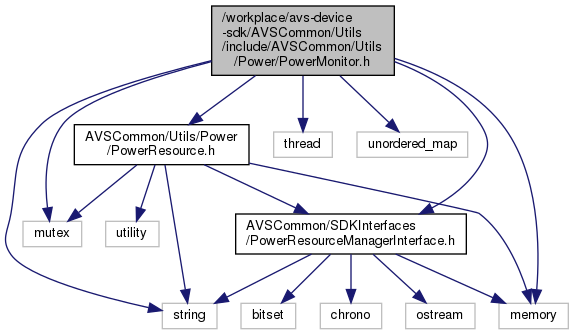 /workplace/avs-device
-sdk/AVSCommon/Utils
/include/AVSCommon/Utils
/Power/PowerMonitor.h
AVSCommon/Utils/Power
/PowerResource.h
thread
unordered_map
mutex
utility
AVSCommon/SDKInterfaces
/PowerResourceManagerInterface.h
string
bitset
chrono
ostream
memory